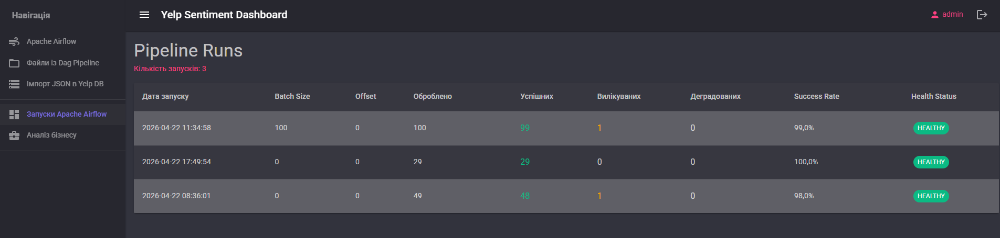 Навігація
Apache Airflow
Файли із Dag Pipeline
Імпорт JSON в Yelp DB
Запуски Apache Airflow
Аналіз бізнесу
Yelp Sentiment Dashboard
admin
Pipeline Runs
Кількість запусків: 3
Дата запуску Batch Size Offset Оброблено Успішних Вилікуваних Деградованих Success Rate Health Status
2026-04-22 11:34:58 100 0 100 99 1 0 99,0% HEALTHY
2026-04-22 17:49:54 0 0 29 29 0 0 100,0% HEALTHY
2026-04-22 08:36:01 0 0 49 48 1 0 98,0% HEALTHY